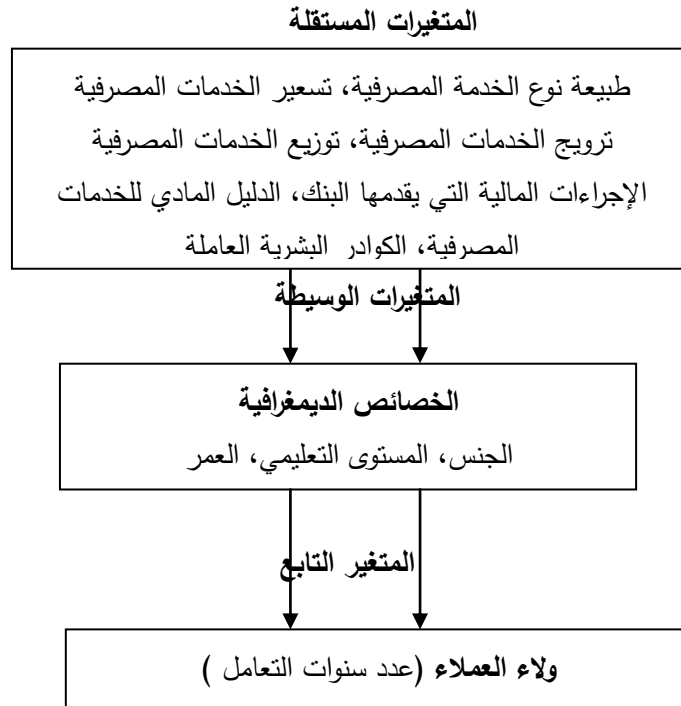 المتغيرات المستقلة
طبيعة نوع الخدمة المصرفية، تسعير الخدمات المصرفية
ترويج الخدمات المصرفية، توزيع الخدمات المصرفية
الإجراءات المالية التي يقدمها البنك، الدليل المادي للخدمات
المصرفية، الكوادر البشرية العاملة
المتغيرات الوسيطة
الخصائص الديمغرافية
الجنس، المستوى التعليمي، العمر
المتغير التابع
ولاء العملاء (عدد سنوات التعامل )